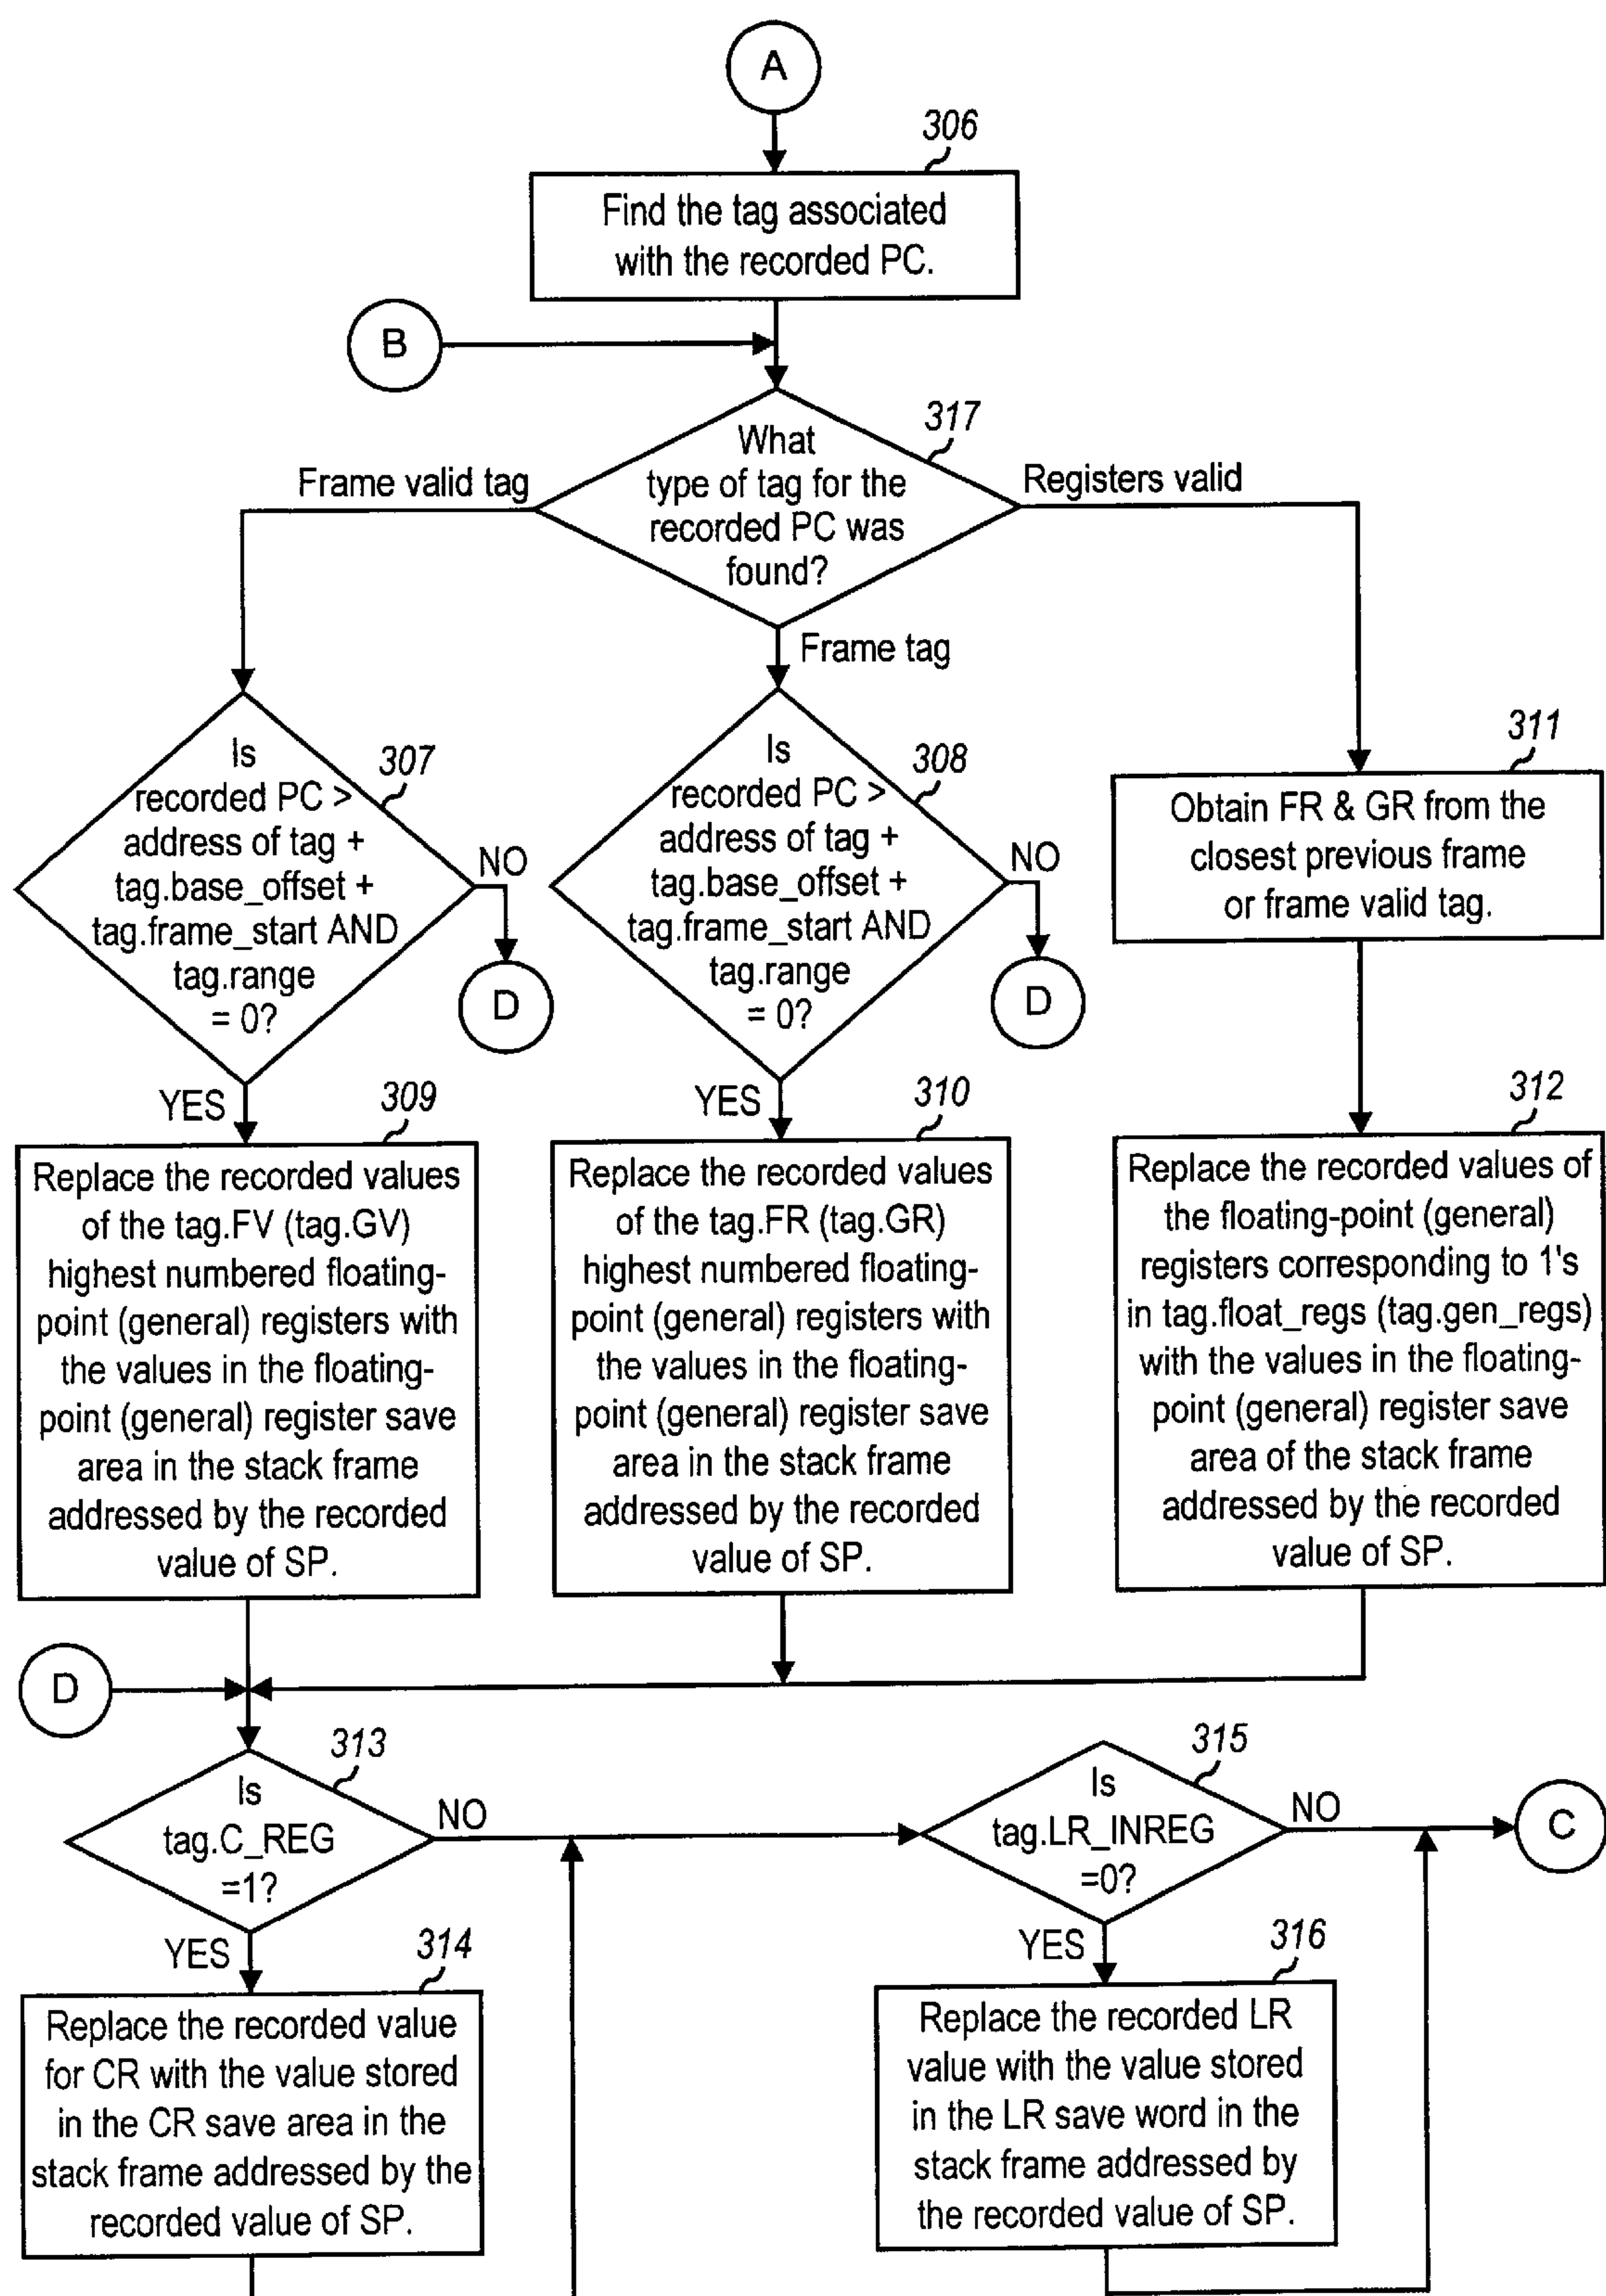 A
306
Find the tag associated
with the recorded PC.
B
317
What
type of tag for the
recorded PC was
found?
Frame valid tag
Registers valid
Frame tag
307
Is
recorded PC >
address of tag +
tag.base_offset +
tag.frame_start AND
tag.range
= 0?
NO
D
YES
308
Is
recorded PC >
address of tag +
tag.base_offset +
tag.frame_start AND
tag.range
= 0?
NO
D
YES
311
Obtain FR & GR from the
closest previous frame
or frame valid tag.
309
Replace the recorded values
of the tag.FV (tag.GV)
highest numbered floating-
point (general) registers with
the values in the floating-
point (general) register save
area in the stack frame
addressed by the recorded
value of SP.
310
Replace the recorded values
of the tag.FR (tag.GR)
highest numbered floating-
point (general) registers with
the values in the floating-
point (general) register save
area in the stack frame
addressed by the recorded
value of SP.
312
Replace the recorded values of
the floating-point (general)
registers corresponding to 1's
in tag.float_regs (tag.gen_regs)
with the values in the floating-
point (general) register save
area of the stack frame
addressed by the recorded
value of SP.
D
313
Is
tag.C_REG
=1?
NO
YES
315
Is
tag.LR_INREG
=0?
NO
C
YES
314
Replace the recorded value
for CR with the value stored
in the CR save area in the
stack frame addressed by the
recorded value of SP.
316
Replace the recorded LR
value with the value stored
in the LR save word in the
stack frame addressed by
the recorded value of SP.